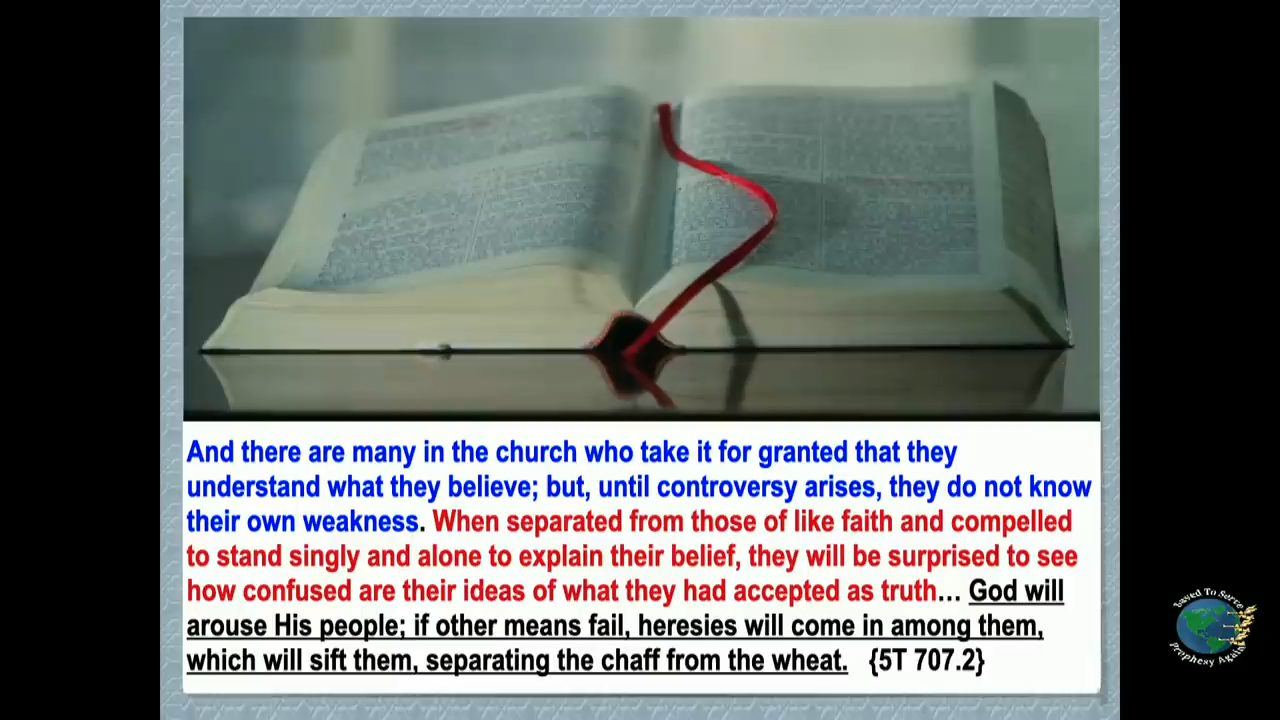 And there are many in the church who take it for granted that they
understand what they believe; but, until controversy arises, they do not know
their own weakness. When separated from those of like faith and compelled
to stand singly and alone to explain their belief, they will be surprised to see
how confused are their ideas of what they had accepted as truth... God will
arouse His people; if other means fail, heresies will come in among them,
which will sift them, separating the chaff from the wheat.   {5T 707.2}
To Serve
Prophesy Again